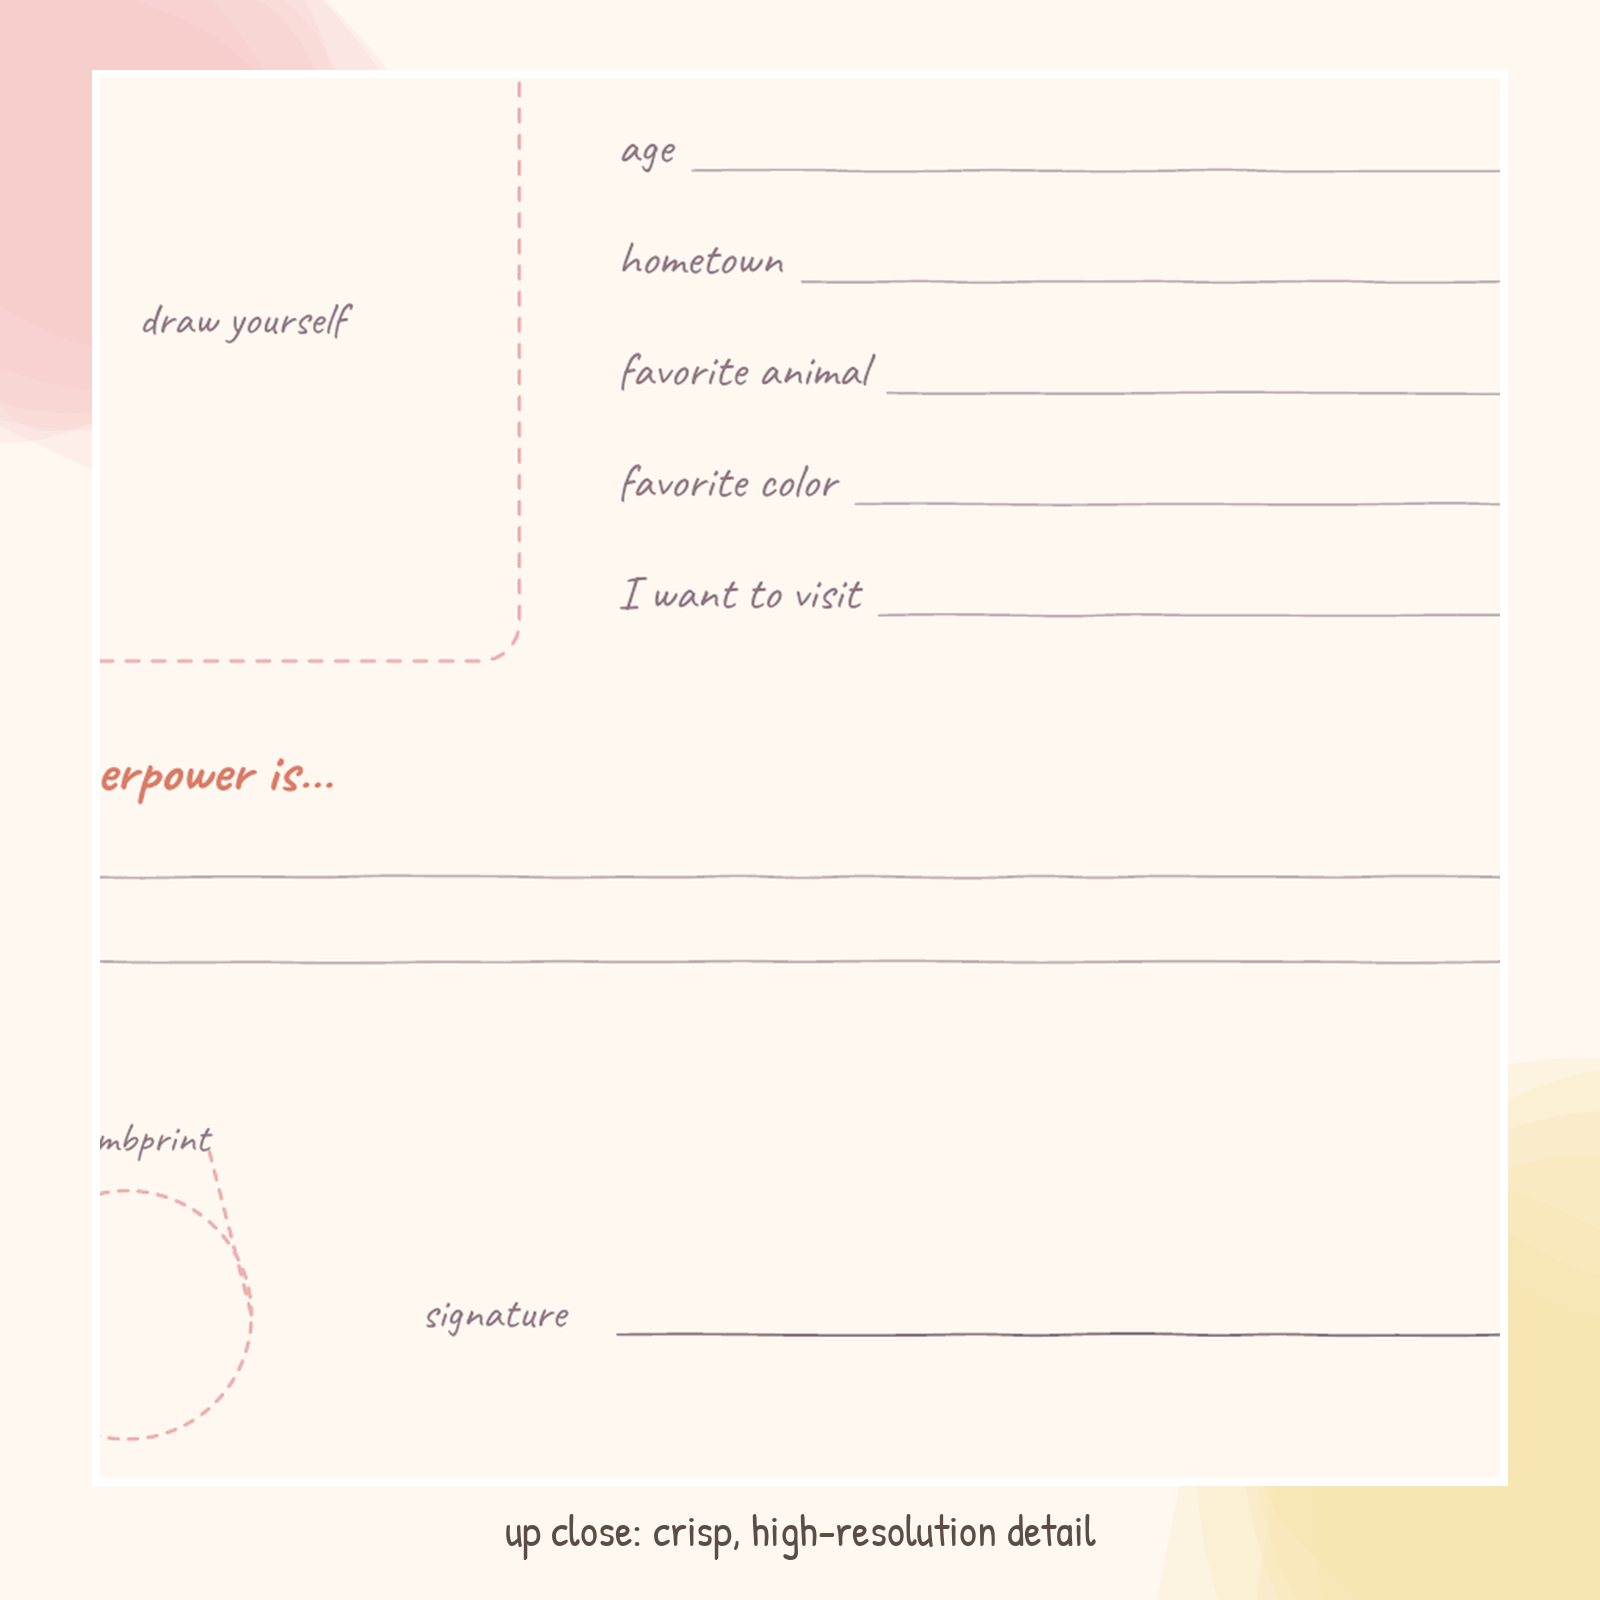 age
hometown
draw yourself
favorite animal
favorite color
I want to visit
erpower is...
mbprint
signature
up close: crisp, high-resolution detail